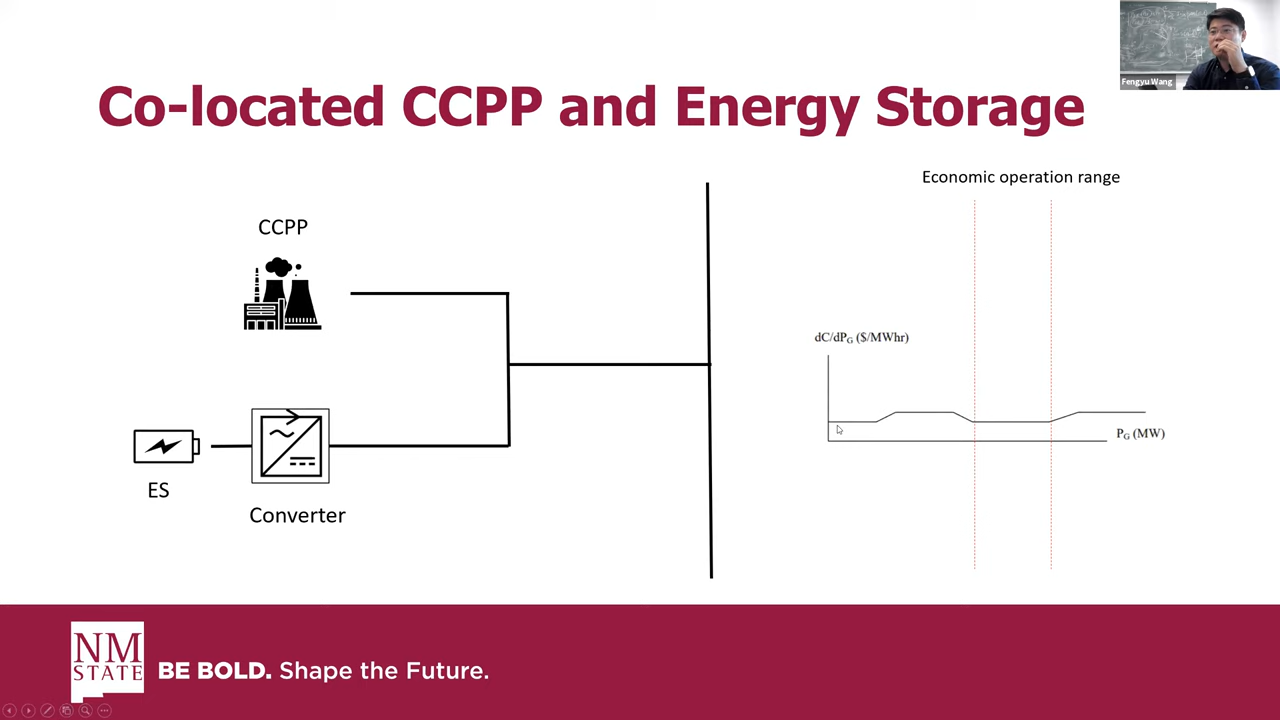 Fengyu Wang
Co-located CCPP and Energy Storage
Economic operation range
CCPP
dC/dPG ($/MWhr)
PG (MW)
ES
Converter
NM
STATE
BE BOLD. Shape the Future.